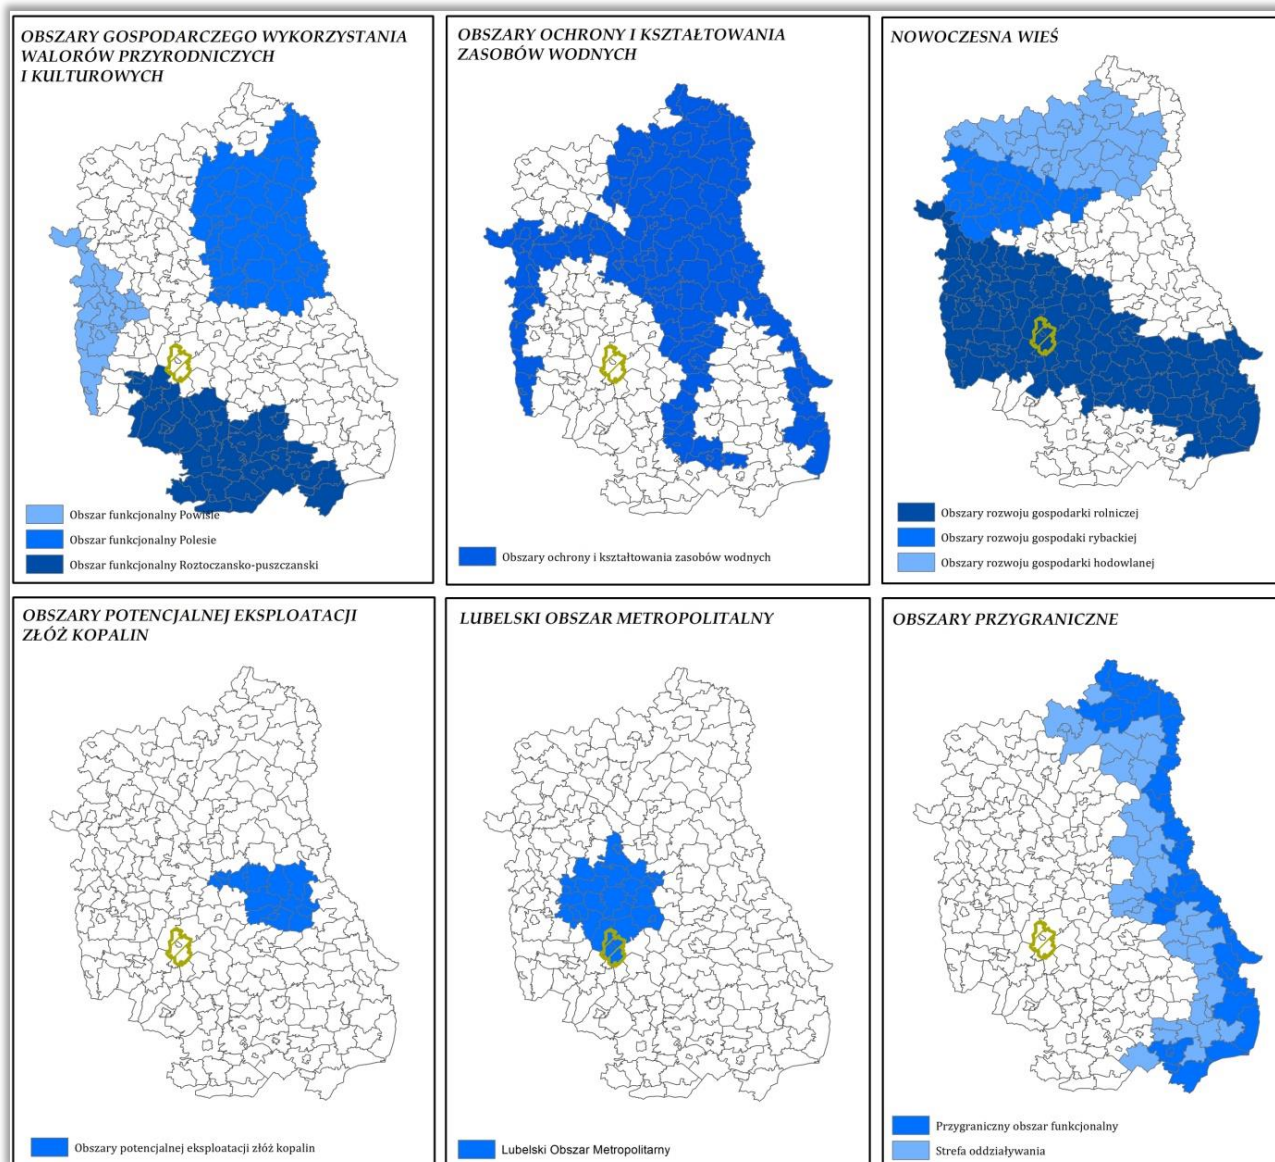 OBSZARY GOSPODARCZEGO WYKORZYSTANIA
WALORÓW PRZYRODNICZYCH
I KULTUROWYCH
Obszar funkcjonalny Powiśle
Obszar funkcjonalny Polesie
Obszar funkcjonalny Roztoczansko-puszczanski
OBSZARY OCHRONY I KSZTAŁTOWANIA
ZASOBÓW WODNYCH
Obszary ochrony i kształtowania zasobów wodnych
NOWOCZESNA WIEŚ
Obszary rozwoju gospodarki rolniczej
Obszary rozwoju gospodaki rybackiej
Obszary rozwoju gospodarki hodowlanej
OBSZARY POTENCJALNEJ EKSPLOATACJI
ZŁÓŻ KOPALIN
Obszary potencjalnej eksploatacji złóż kopalin
LUBELSKI OBSZAR METROPOLITALNY
Lubelski Obszar Metropolitarny
OBSZARY PRZYGRANICZNE
Przygraniczny obszar funkcjonalny
Strefa oddziaływania